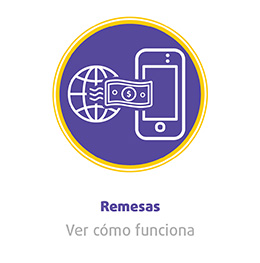 $
Remesas
Ver cómo funciona